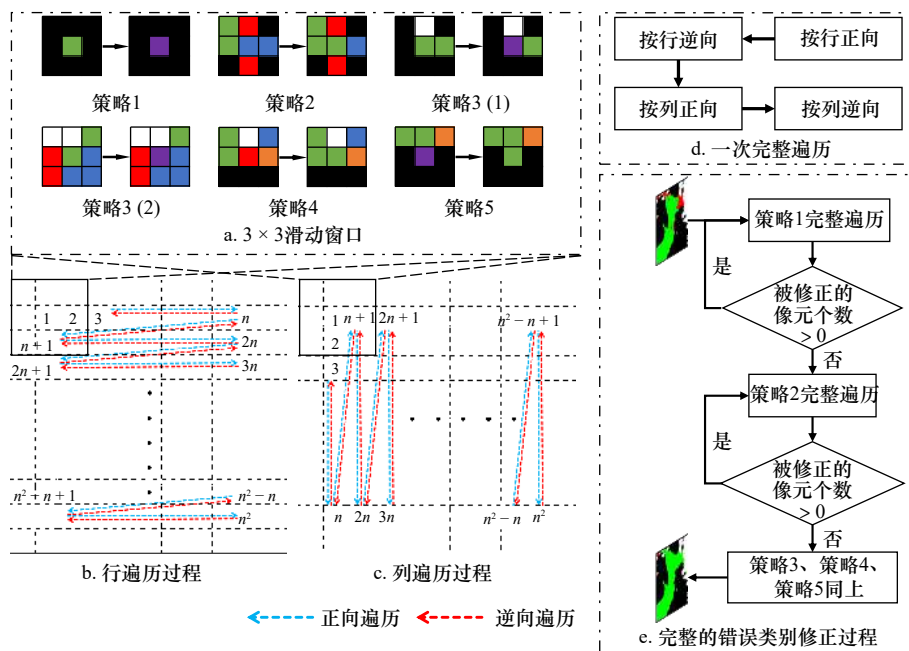 策略1
策略2
策略3 (1)
策略3 (2)
策略4
策略5
a. 3 × 3滑动窗口
按行逆向
按行正向
按列正向
按列逆向
d. 一次完整遍历
1 2 3
n
n + 1
2n
2n + 1
3n
n² − n + 1
n² − n
n²
b. 行遍历过程
1
n + 1
2n + 1
n² − n + 1
2
3
n
2n
3n
n² − n
n²
c. 列遍历过程
正向遍历
逆向遍历
策略1完整遍历
是
被修正的
像元个数
> 0
否
策略2完整遍历
是
被修正的
像元个数
> 0
否
策略3、策略4、
策略5同上
e. 完整的错误类别修正过程